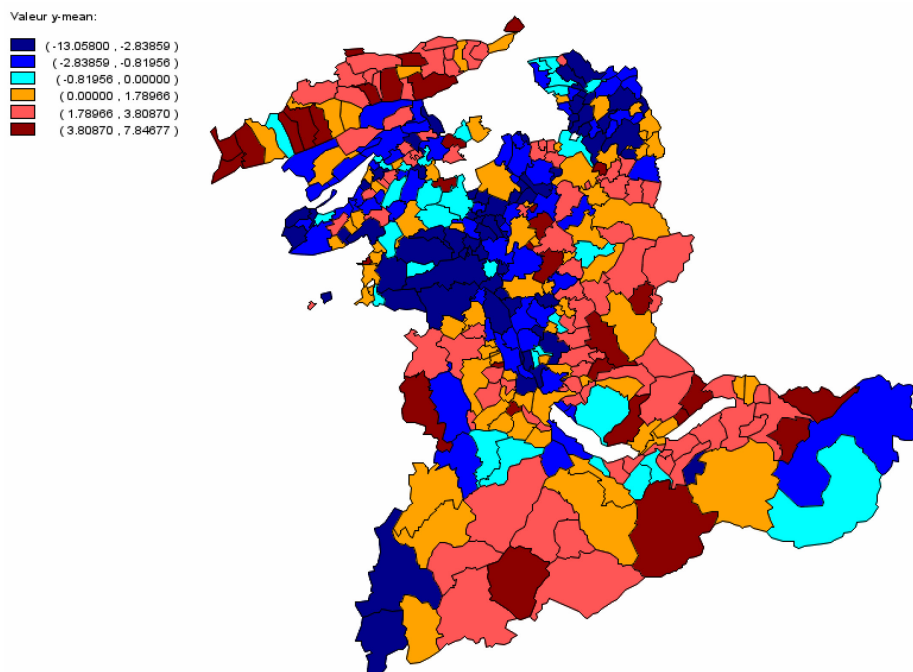 Valeur y-mean:
(-13.05800 , -2.83859)
(-2.83859 , -0.81956)
(-0.81956 , 0.00000)
(0.00000 , 1.78966)
(1.78966 , 3.80870)
(3.80870 , 7.84677)